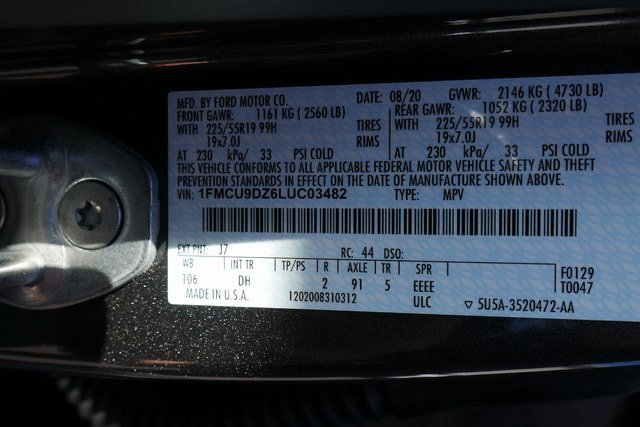 MFD. BY FORD MOTOR CO. DATE: 08/20 GVWR: 2146 KG ( 4730 LB)
FRONT GAWR: 1161 KG ( 2560 LB) REAR GAWR: 1052 KG ( 2320 LB)
WITH 225/55R19 99H TIRES WITH 225/55R19 99H TIRES
19x7.0J RIMS 19x7.0J RIMS
AT 230 kPa/ 33 PSI COLD AT 230 kPa/ 33 PSI COLD
THIS VEHICLE CONFORMS TO ALL APPLICABLE FEDERAL MOTOR VEHICLE SAFETY AND THEFT
PREVENTION STANDARDS IN EFFECT ON THE DATE OF MANUFACTURE SHOWN ABOVE.
VIN: 1FMCU9DZ6LUC03482 TYPE: MPV
EXT PNT: J7 RC: 44 DSO:
WB INT TR TP/PS R AXLE TR SPR F0129
106 DH 2 91 5 EEEE T0047
MADE IN U.S.A. 1202008310312 ULC ▽ 5U5A-3520472-AA